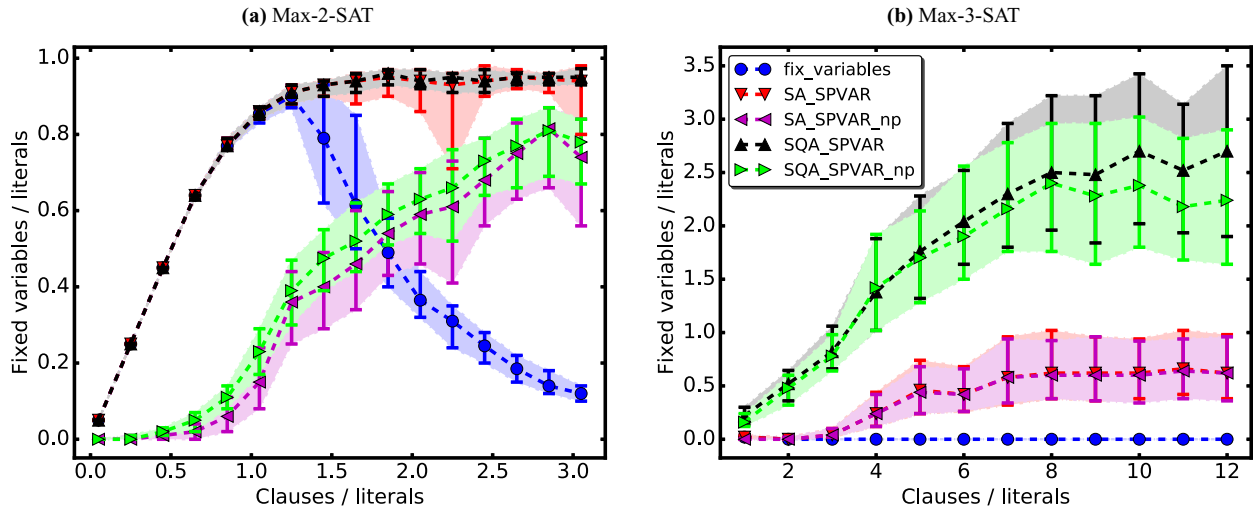 (a) Max-2-SAT
Fixed variables / literals
1.0
0.8
0.6
0.4
0.2
0.0
0.0 0.5 1.0 1.5 2.0 2.5 3.0
Clauses / literals
(b) Max-3-SAT
Fixed variables / literals
3.5
3.0
2.5
2.0
1.5
1.0
0.5
0.0
fix_variables
SA_SPVAR
SA_SPVAR_np
SQA_SPVAR
SQA_SPVAR_np
2 4 6 8 10 12
Clauses / literals